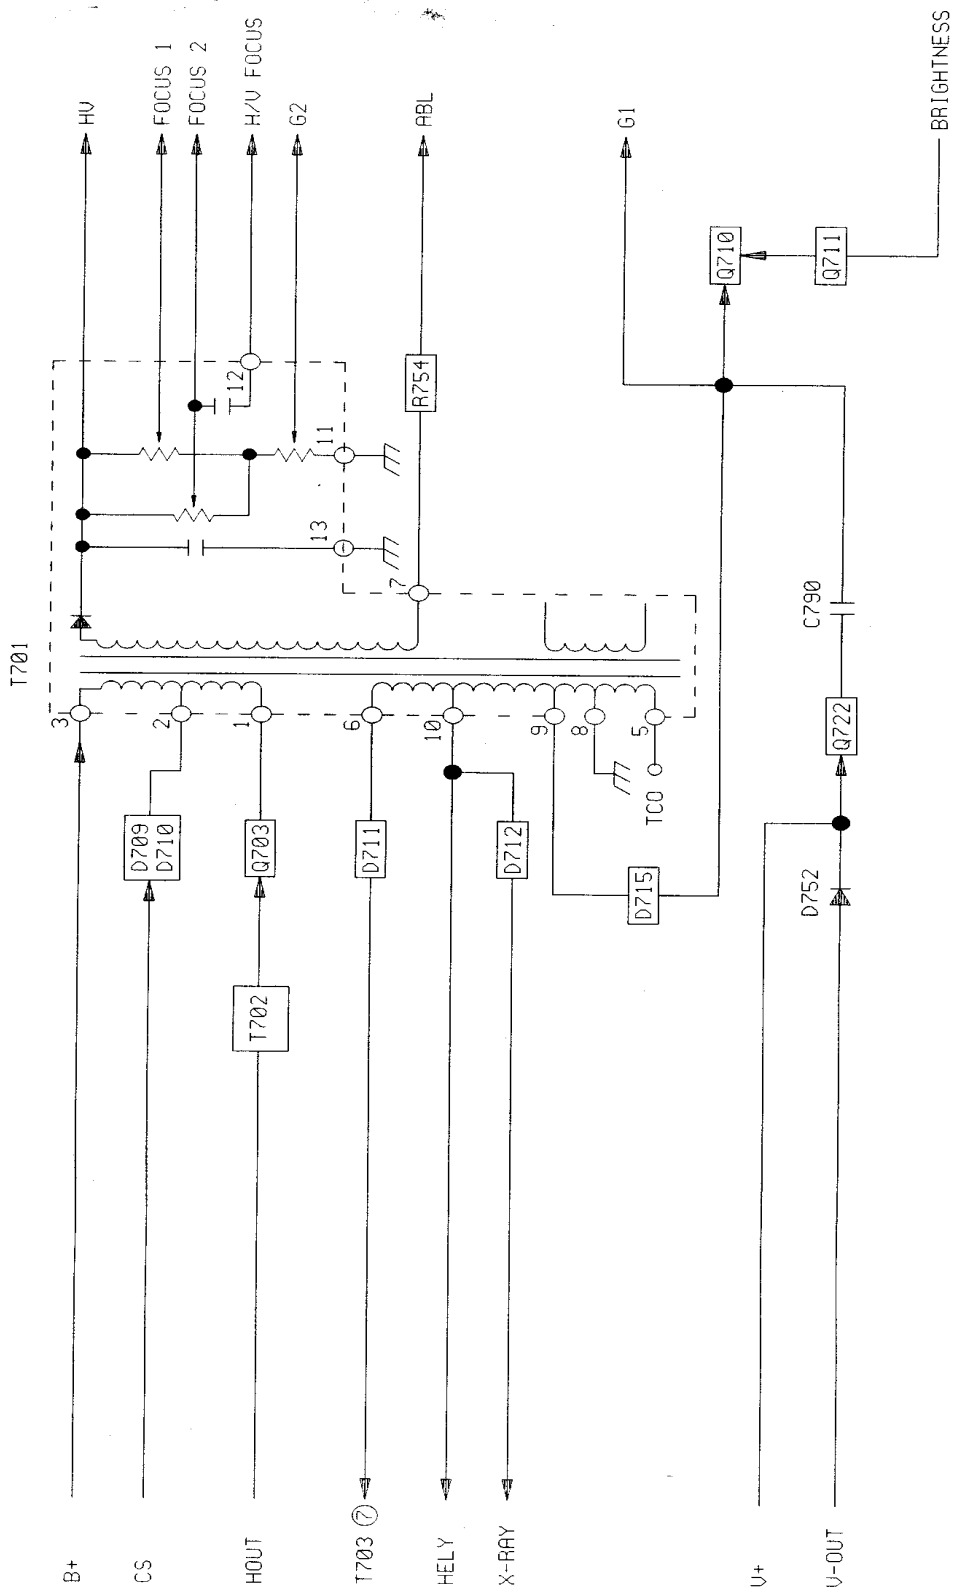 T701
B+
3
HV
FOCUS 1
FOCUS 2
H/V FOCUS
G2
CS
D709
D710
2
12
HOUT
T702
Q703
1
11
13
T703 ⑦
D711
6
7
R754
ABL
HELY
10
X-RAY
D712
9
8
5
TCO
D715
G1
Q710
Q711
BRIGHTNESS
V+
V-OUT
D752
Q722
C790